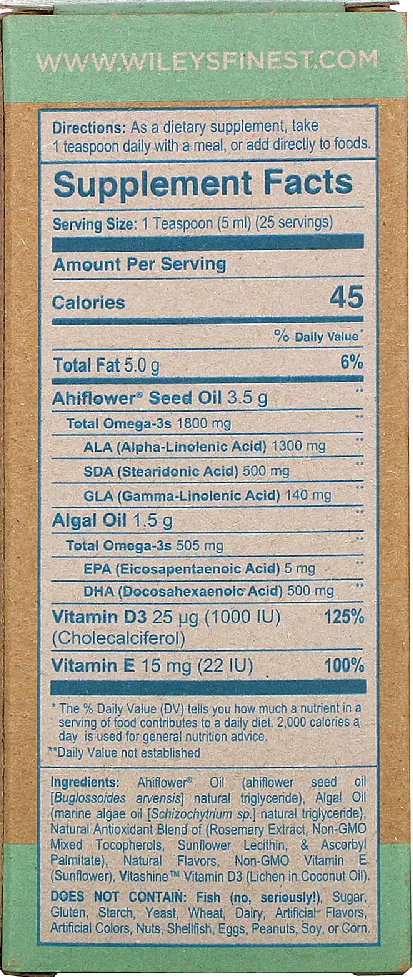 WWW.WILEYSFINEST.COM
Directions: As a dietary supplement, take
1 teaspoon daily with a meal, or add directly to foods.
Supplement Facts
Serving Size: 1 Teaspoon (5 ml) (25 servings)
Amount Per Serving
Calories 45
% Daily Value*
Total Fat 5.0 g 6%
Ahiflower® Seed Oil 3.5 g **
Total Omega-3s 1800 mg **
ALA (Alpha-Linolenic Acid) 1300 mg **
SDA (Stearidonic Acid) 500 mg **
GLA (Gamma-Linolenic Acid) 140 mg **
Algal Oil 1.5 g **
Total Omega-3s 505 mg **
EPA (Eicosapentaenoic Acid) 5 mg **
DHA (Docosahexaenoic Acid) 500 mg **
Vitamin D3 25 µg (1000 IU) 125%
(Cholecalciferol)
Vitamin E 15 mg (22 IU) 100%
* The % Daily Value (DV) tells you how much a nutrient in a
serving of food contributes to a daily diet. 2,000 calories a
day is used for general nutrition advice.
**Daily Value not established
Ingredients: Ahiflower® Oil (ahiflower seed oil
[Buglossoides arvensis] natural triglyceride), Algal Oil
(marine algae oil [Schizochytrium sp.] natural triglyceride),
Natural Antioxidant Blend of (Rosemary Extract, Non-GMO
Mixed Tocopherols, Sunflower Lecithin, & Ascorbyl
Palmitate), Natural Flavors, Non-GMO Vitamin E
(Sunflower), Vitashine™ Vitamin D3 (Lichen in Coconut Oil).
DOES NOT CONTAIN: Fish (no, seriously!), Sugar,
Gluten, Starch, Yeast, Wheat, Dairy, Artificial Flavors,
Artificial Colors, Nuts, Shellfish, Eggs, Peanuts, Soy, or Corn.